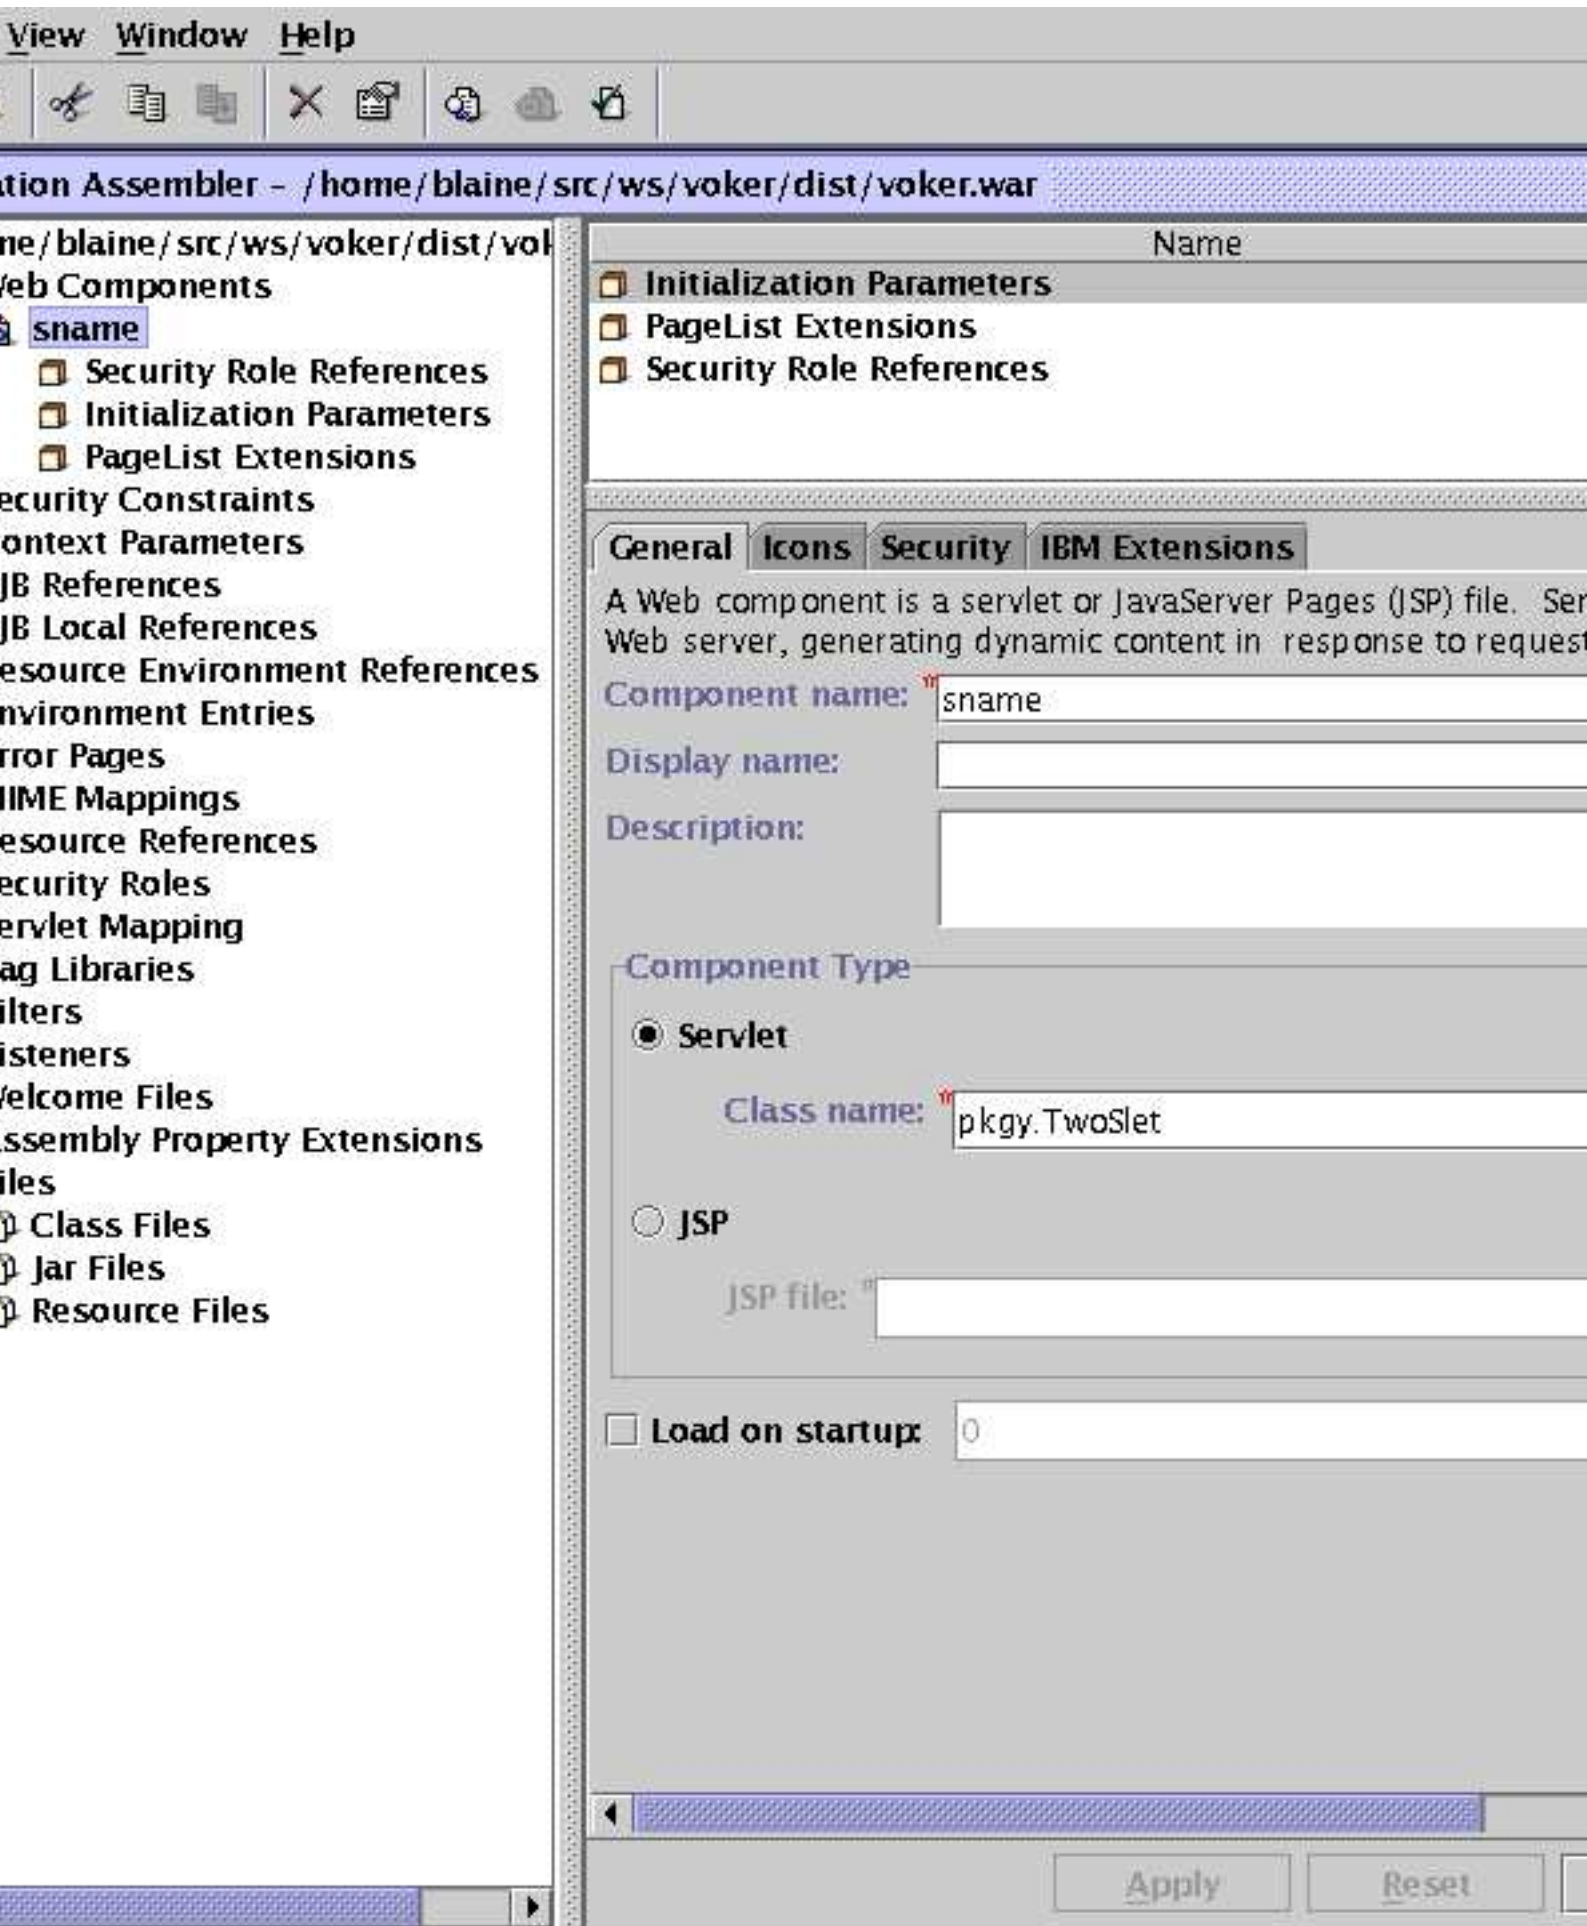 View Window Help
tion Assembler - /home/blaine/src/ws/voker/dist/voker.war
me/blaine/src/ws/voker/dist/vok
Web Components
sname
Security Role References
Initialization Parameters
PageList Extensions
ecurity Constraints
ontext Parameters
JB References
JB Local References
esource Environment References
nvironment Entries
rror Pages
MIME Mappings
esource References
ecurity Roles
ervlet Mapping
ag Libraries
ilters
isteners
Welcome Files
ssembly Property Extensions
iles
Class Files
Jar Files
Resource Files
Name
Initialization Parameters
PageList Extensions
Security Role References
General Icons Security IBM Extensions
A Web component is a servlet or JavaServer Pages (JSP) file. Ser
Web server, generating dynamic content in response to request
Component name: * sname
Display name:
Description:
Component Type
Servlet
Class name: * pkgy.TwoSlet
JSP
JSP file: *
Load on startup: 0
Apply Reset